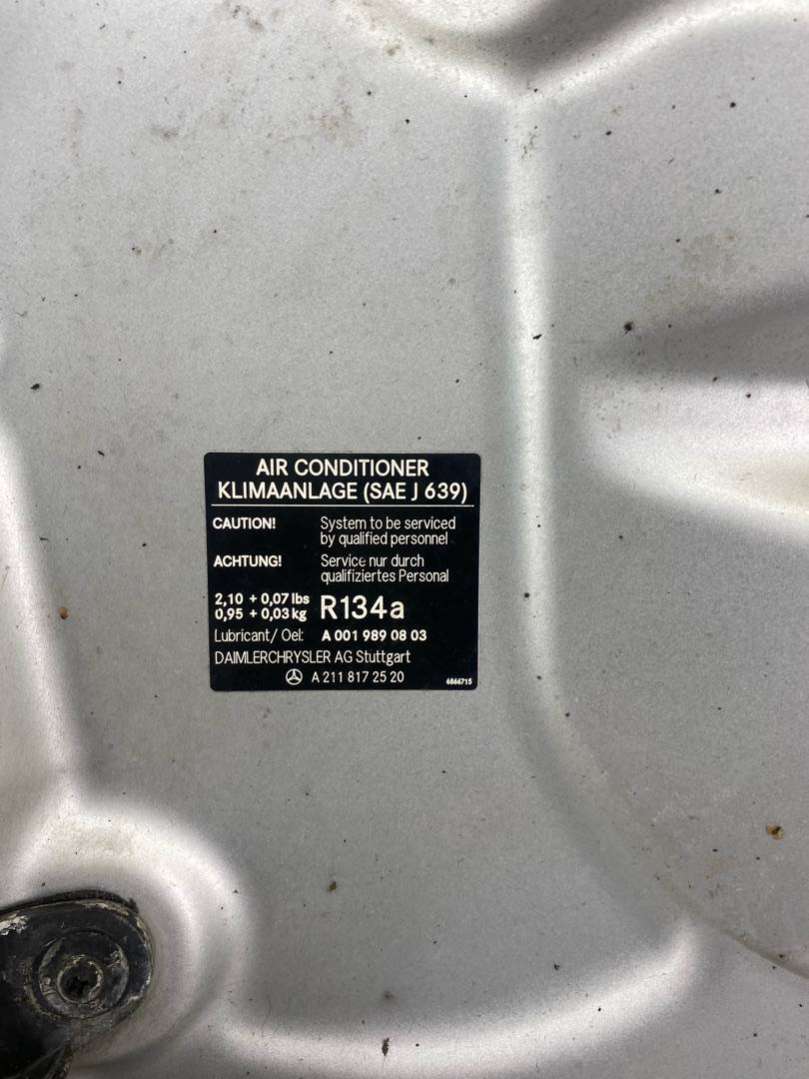 AIR CONDITIONER
KLIMAANLAGE (SAE J 639)
CAUTION! System to be serviced
by qualified personnel
ACHTUNG! Service nur durch
qualifiziertes Personal
2,10 + 0,07 lbs
0,95 + 0,03 kg R134a
Lubricant/ Oel: A 001 989 08 03
DAIMLERCHRYSLER AG Stuttgart
A 211 817 25 20 6866715